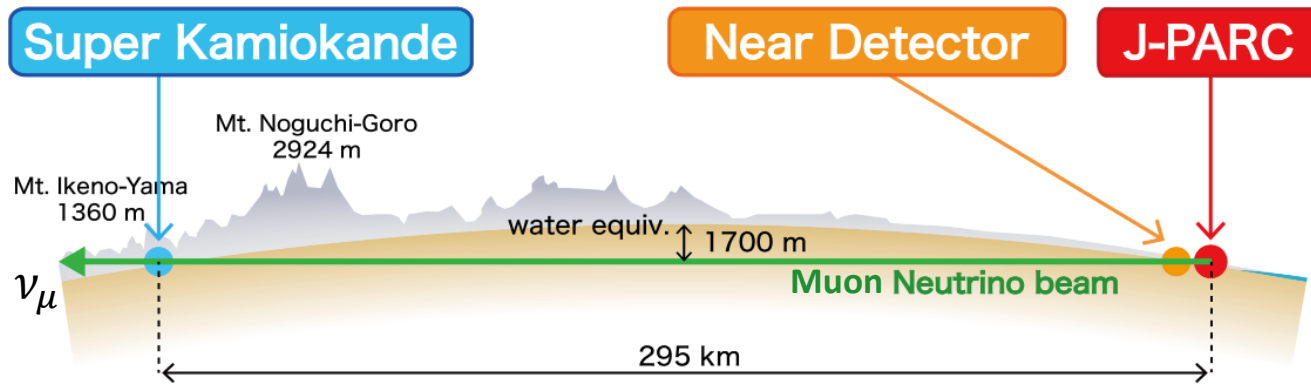 Super Kamiokande
Near Detector
J-PARC
Mt. Noguchi-Goro
2924 m
Mt. Ikeno-Yama
1360 m
water equiv.
1700 m
νμ
Muon Neutrino beam
295 km